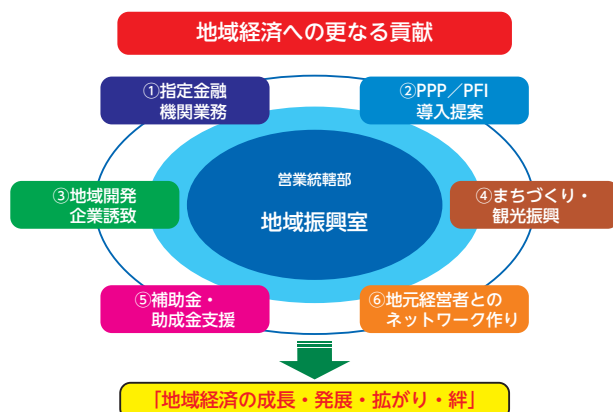 地域経済への更なる貢献
①指定金融
機関業務
②PPP／PFI
導入提案
営業統轄部
地域振興室
③地域開発
企業誘致
④まちづくり・
観光振興
⑤補助金・
助成金支援
⑥地元経営者との
ネットワーク作り
「地域経済の成長・発展・拡がり・絆」